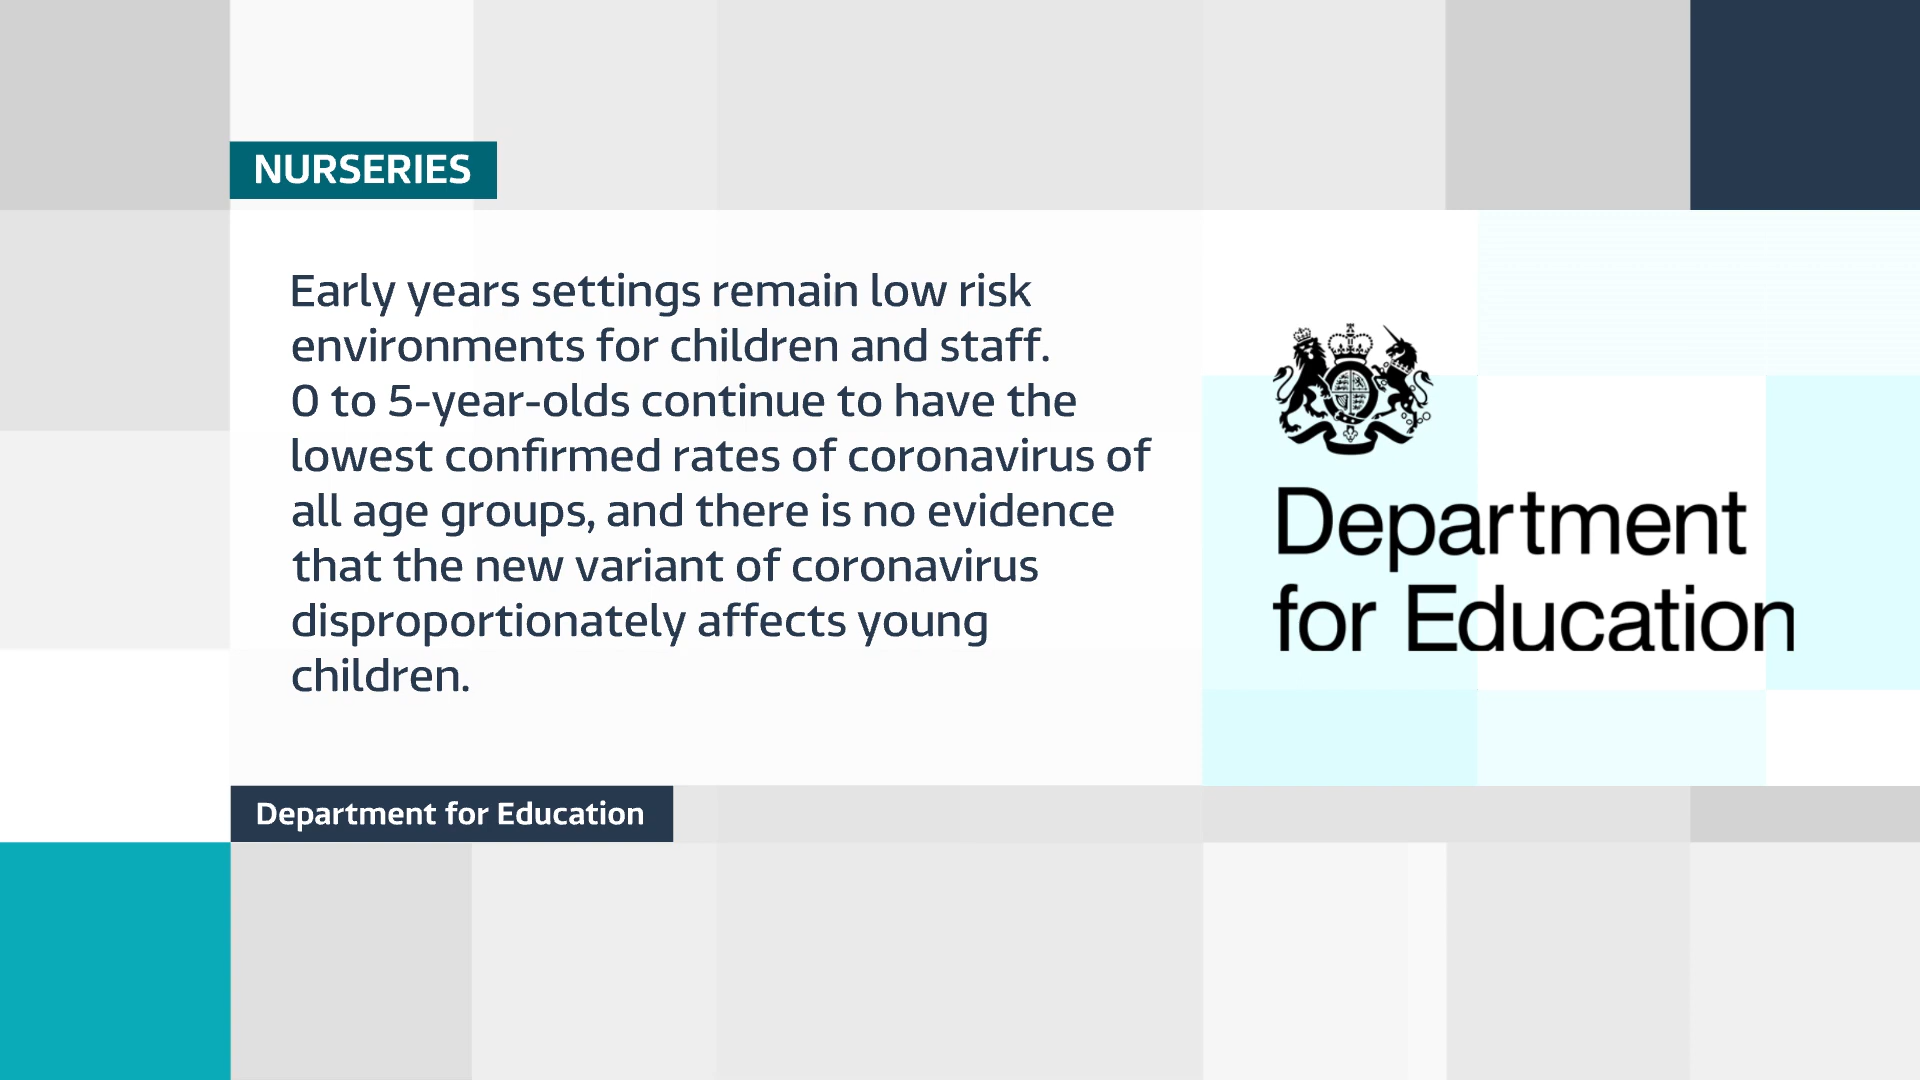 NURSERIES
Early years settings remain low risk
environments for children and staff.
0 to 5-year-olds continue to have the
lowest confirmed rates of coronavirus of
all age groups, and there is no evidence
that the new variant of coronavirus
disproportionately affects young
children.
Department
for Education
Department for Education